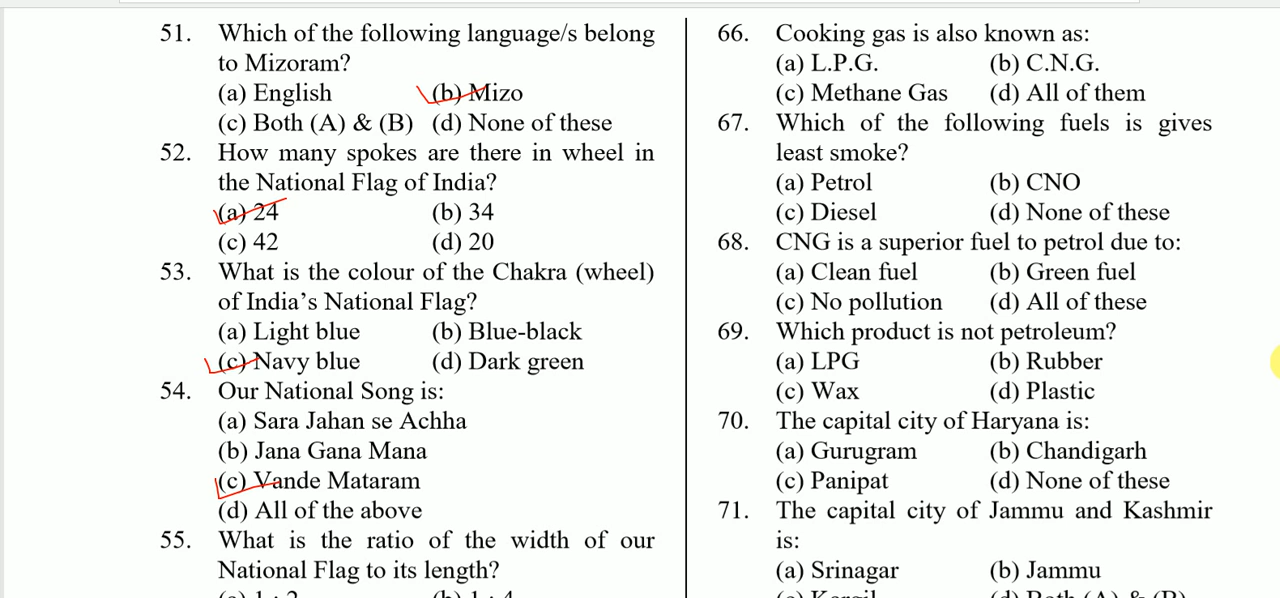 51. Which of the following language/s belong
to Mizoram?
(a) English (b) Mizo
(c) Both (A) & (B) (d) None of these
52. How many spokes are there in wheel in
the National Flag of India?
(a) 24 (b) 34
(c) 42 (d) 20
53. What is the colour of the Chakra (wheel)
of India’s National Flag?
(a) Light blue (b) Blue-black
(c) Navy blue (d) Dark green
54. Our National Song is:
(a) Sara Jahan se Achha
(b) Jana Gana Mana
(c) Vande Mataram
(d) All of the above
55. What is the ratio of the width of our
National Flag to its length?
66. Cooking gas is also known as:
(a) L.P.G. (b) C.N.G.
(c) Methane Gas (d) All of them
67. Which of the following fuels is gives
least smoke?
(a) Petrol (b) CNO
(c) Diesel (d) None of these
68. CNG is a superior fuel to petrol due to:
(a) Clean fuel (b) Green fuel
(c) No pollution (d) All of these
69. Which product is not petroleum?
(a) LPG (b) Rubber
(c) Wax (d) Plastic
70. The capital city of Haryana is:
(a) Gurugram (b) Chandigarh
(c) Panipat (d) None of these
71. The capital city of Jammu and Kashmir
is:
(a) Srinagar (b) Jammu